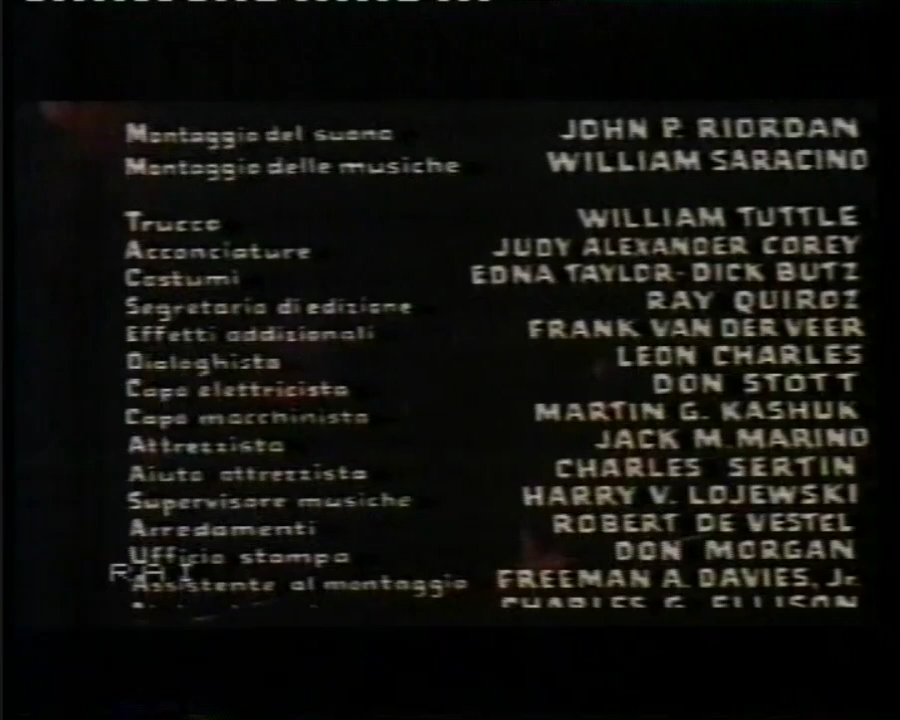 Montaggio del suono JOHN P. RIORDAN
Montaggio delle musiche WILLIAM SARACINO
Trucco WILLIAM TUTTLE
Acconciature JUDY ALEXANDER COREY
Costumi EDNA TAYLOR-DICK BUTZ
Segretario di edizione RAY QUIROZ
Effetti addizionali FRANK VAN DER VEER
Dialoghista LEON CHARLES
Capo elettricista DON STOTT
Capo macchinista MARTIN G. KASHUK
Attrezzista JACK M. MARINO
Aiuto attrezzista CHARLES SERTIN
Supervisore musiche HARRY V. LOJEWSKI
Arredamenti ROBERT DE VESTEL
Ufficio stampa DON MORGAN
RAI
Assistente al montaggio FREEMAN A. DAVIES, Jr.
CHARLES G. ELLISON